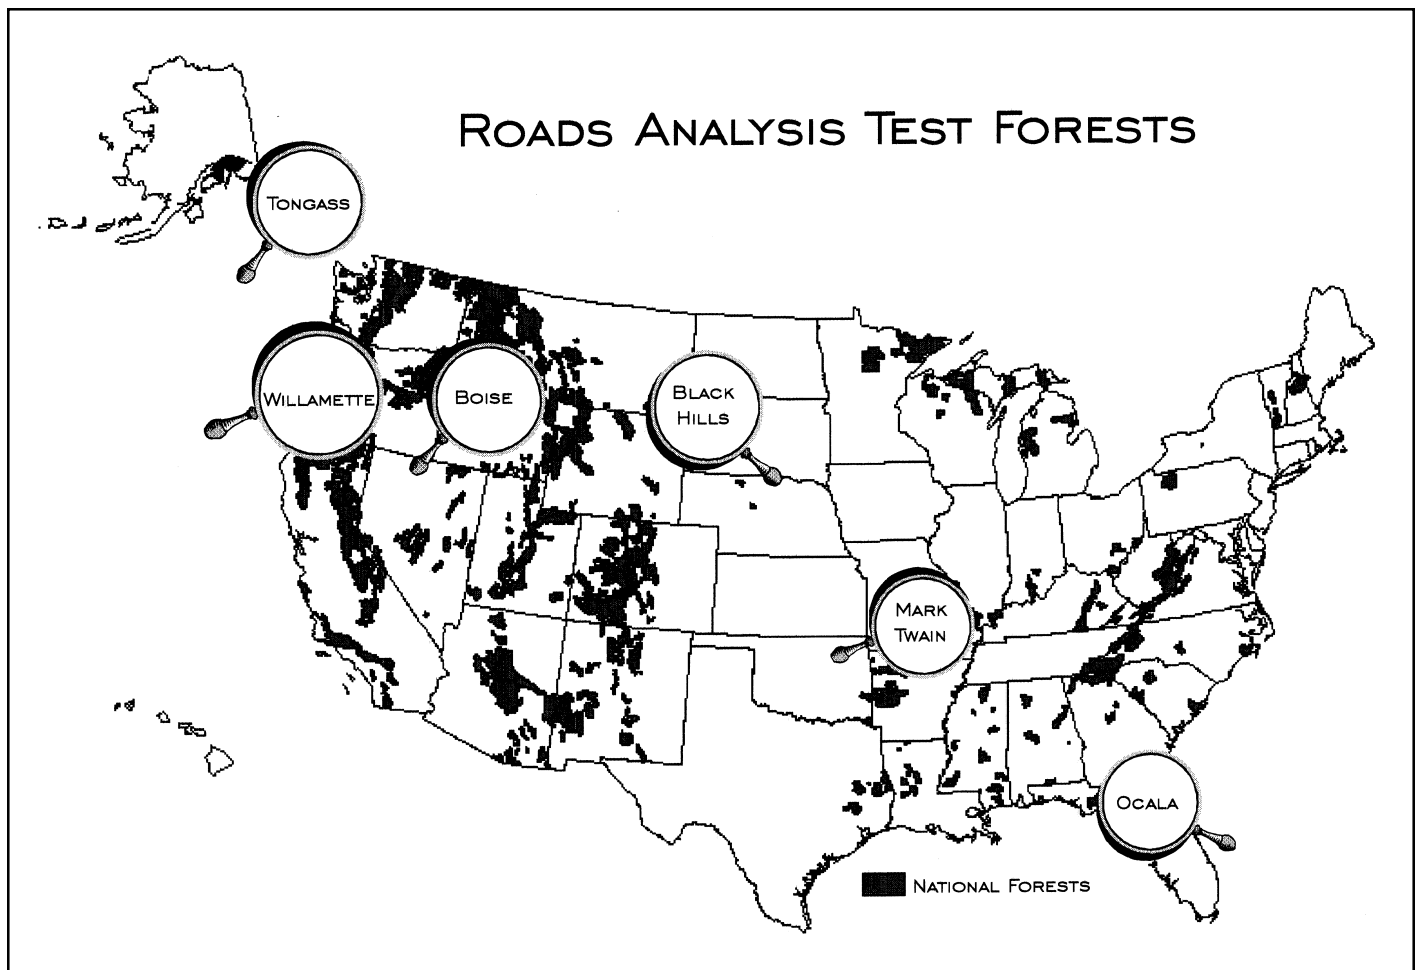 ROADS ANALYSIS TEST FORESTS
TONGASS
WILLAMETTE
BOISE
BLACK
HILLS
MARK
TWAIN
OCALA
NATIONAL FORESTS